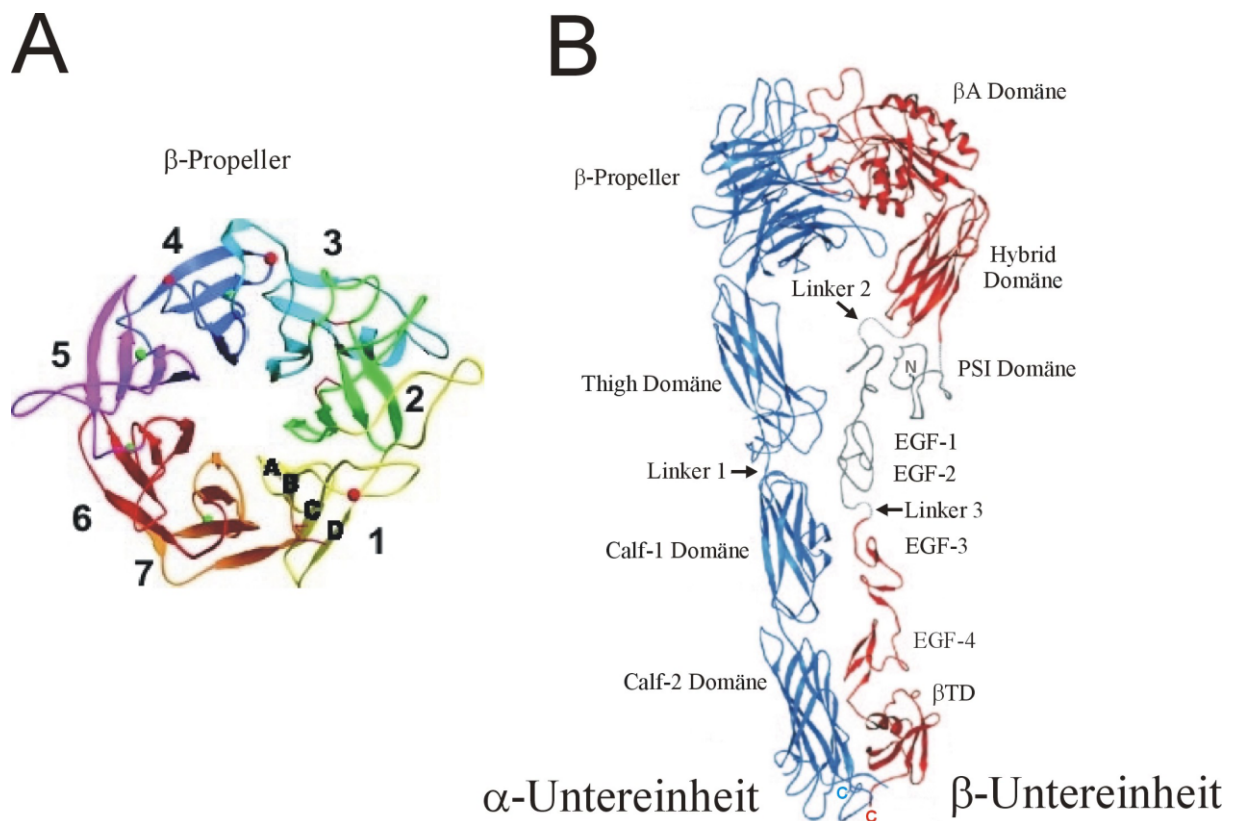 A
β-Propeller
4
3
5
2
6
7
1
A
B
C
D
B
βA Domäne
β-Propeller
Hybrid
Domäne
Linker 2
N
PSI Domäne
Thigh Domäne
EGF-1
EGF-2
Linker 1
Linker 3
EGF-3
Calf-1 Domäne
EGF-4
Calf-2 Domäne
βTD
C
C
α-Untereinheit
β-Untereinheit